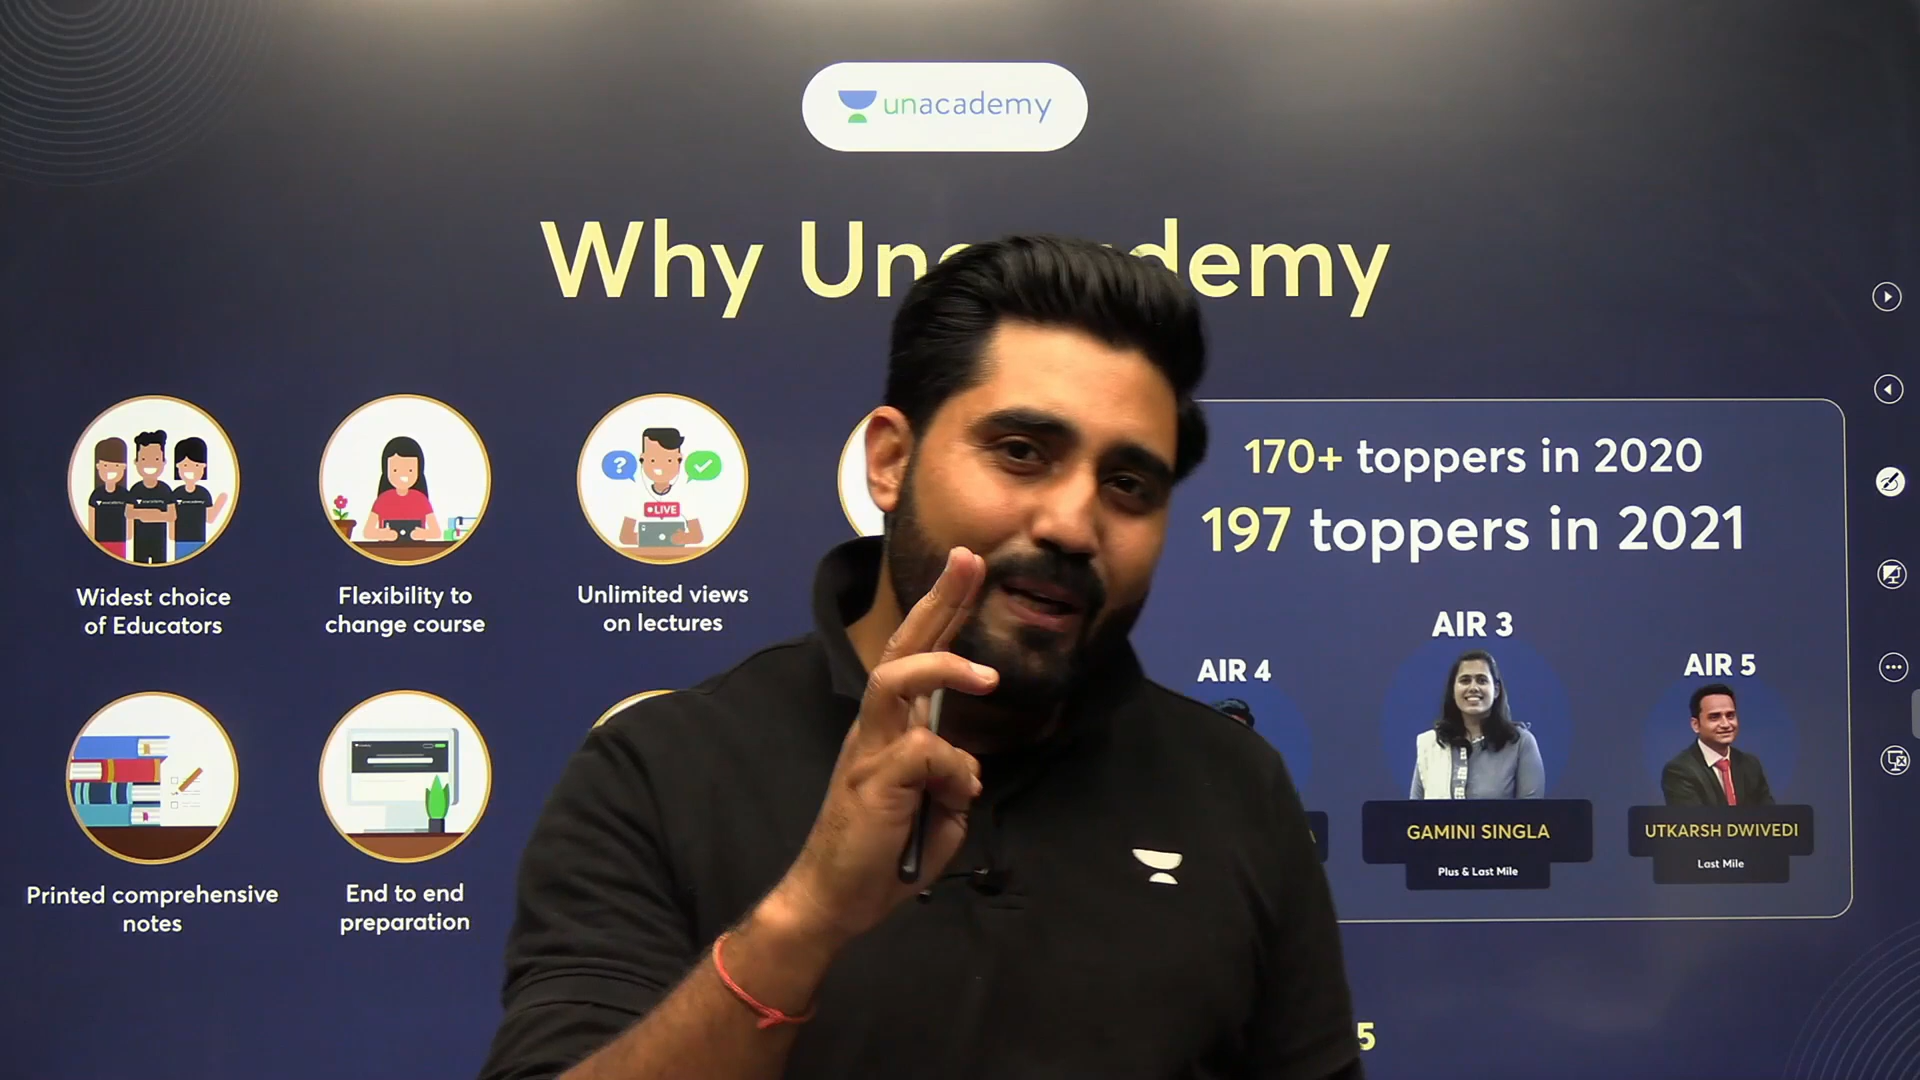 unacademy
Why Un demy
170+ toppers in 2020
197 toppers in 2021
LIVE
Widest choice
of Educators
Flexibility to
change course
Unlimited views
on lectures
AIR 4
AIR 3
AIR 5
GAMINI SINGLA
Plus & Last Mile
UTKARSH DWIVEDI
Last Mile
Printed comprehensive
notes
End to end
preparation
5